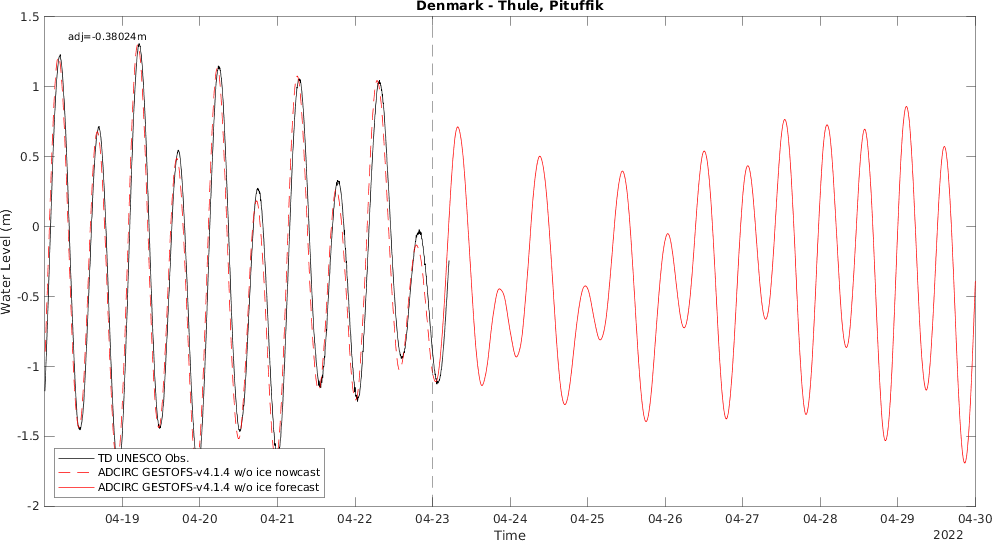 Denmark - Thule, Pituffik
adj=-0.38024m
1.5
1
0.5
0
-0.5
-1
-1.5
-2
Water Level (m)
TD UNESCO Obs.
ADCIRC GESTOFS-v4.1.4 w/o ice nowcast
ADCIRC GESTOFS-v4.1.4 w/o ice forecast
04-19 04-20 04-21 04-22 04-23 04-24 04-25 04-26 04-27 04-28 04-29 04-30
Time
2022